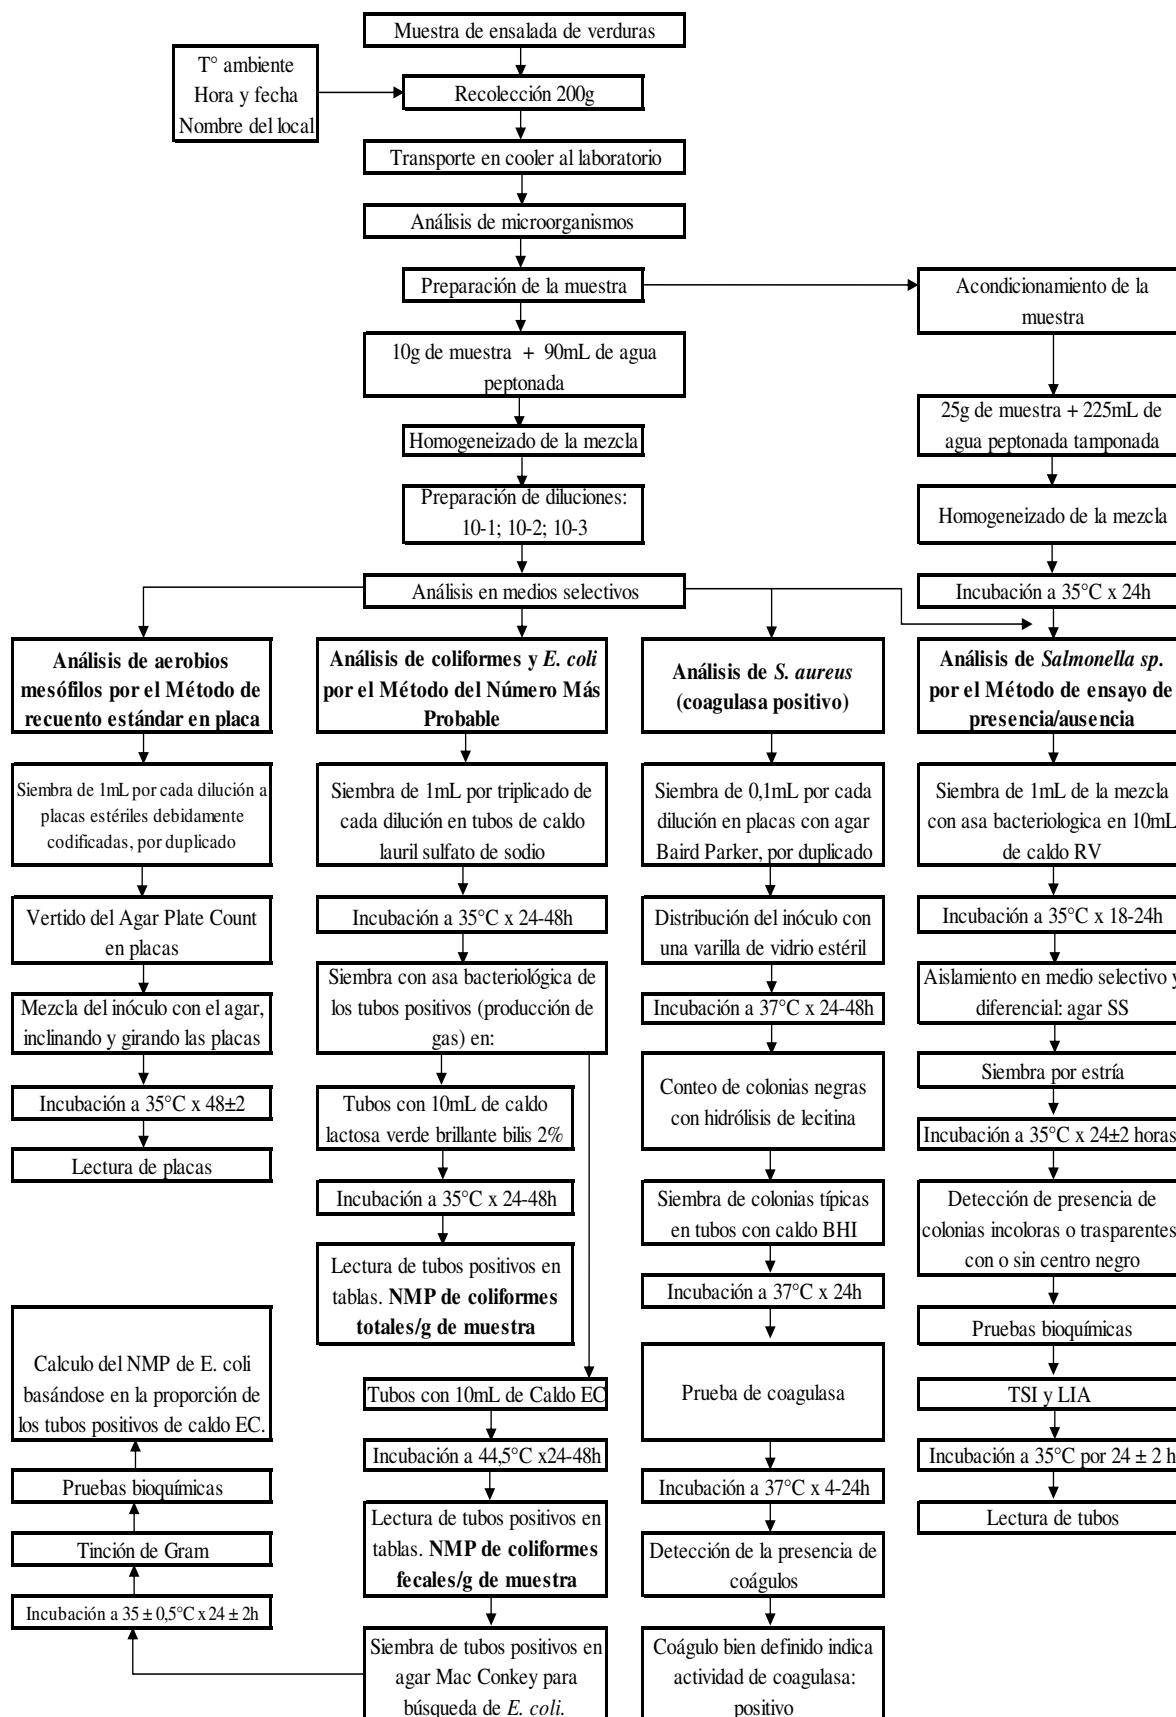 Muestra de ensalada de verduras
T° ambiente
Hora y fecha
Nombre del local
Recolección 200g
Transporte en cooler al laboratorio
Análisis de microorganismos
Preparación de la muestra
Acondicionamiento de la
muestra
10g de muestra + 90mL de agua
peptonada
25g de muestra + 225mL de
agua peptonada tamponada
Homogeneizado de la mezcla
Preparación de diluciones:
10-1; 10-2; 10-3
Homogeneizado de la mezcla
Análisis en medios selectivos
Incubación a 35°C x 24h
Análisis de aerobios
mesófilos por el Método de
recuento estándar en placa
Siembra de 1mL por cada dilución a
placas estériles debidamente
codificadas, por duplicado
Vertido del Agar Plate Count
en placas
Mezcla del inóculo con el agar,
inclinando y girando las placas
Incubación a 35°C x 48±2
Lectura de placas
Análisis de coliformes y E. coli
por el Método del Número Más
Probable
Siembra de 1mL por triplicado de
cada dilución en tubos de caldo
lauril sulfato de sodio
Incubación a 35°C x 24-48h
Siembra con asa bacteriológica de
los tubos positivos (producción de
gas) en:
Tubos con 10mL de caldo
lactosa verde brillante bilis 2%
Incubación a 35°C x 24-48h
Lectura de tubos positivos en
tablas. NMP de coliformes
totales/g de muestra
Tubos con 10mL de Caldo EC
Incubación a 44,5°C x24-48h
Lectura de tubos positivos en
tablas. NMP de coliformes
fecales/g de muestra
Siembra de tubos positivos en
agar Mac Conkey para
búsqueda de E. coli.
Incubación a 35 ± 0,5°C x 24 ± 2h
Tinción de Gram
Pruebas bioquímicas
Calculo del NMP de E. coli
basándose en la proporción de
los tubos positivos de caldo EC.
Análisis de S. aureus
(coagulasa positivo)
Siembra de 0,1mL por cada
dilución en placas con agar
Baird Parker, por duplicado
Distribución del inóculo con
una varilla de vidrio estéril
Incubación a 37°C x 24-48h
Conteo de colonias negras
con hidrólisis de lecitina
Siembra de colonias típicas
en tubos con caldo BHI
Incubación a 37°C x 24h
Prueba de coagulasa
Incubación a 37°C x 4-24h
Detección de la presencia de
coágulos
Coágulo bien definido indica
actividad de coagulasa:
positivo
Análisis de Salmonella sp.
por el Método de ensayo de
presencia/ausencia
Siembra de 1mL de la mezcla
con asa bacteriologica en 10mL
de caldo RV
Incubación a 35°C x 18-24h
Aislamiento en medio selectivo y
diferencial: agar SS
Siembra por estría
Incubación a 35°C x 24±2 horas
Detección de presencia de
colonias incoloras o trasparentes
con o sin centro negro
Pruebas bioquímicas
TSI y LIA
Incubación a 35°C por 24 ± 2 h
Lectura de tubos